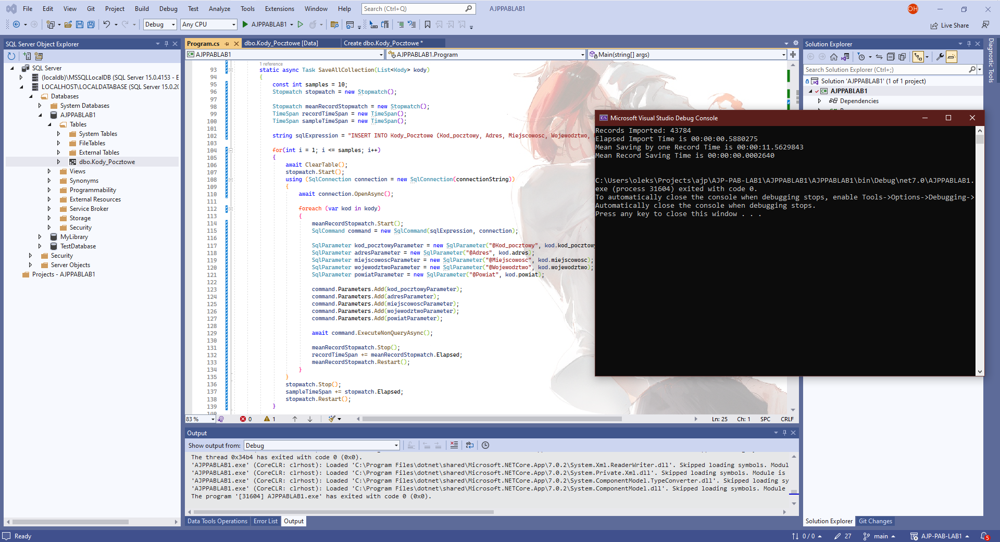 File Edit View Git Project Build Debug Test Analyze Tools Extensions Window Help Search (Ctrl+Q) AJPPABLAB1 OH
Debug Any CPU AJPPABLAB1 Live Share
SQL Server Object Explorer
SQL Server
(localdb)\MSSQLLocalDB (SQL Server 15.0.4153 - E
LOCALHOST\LOCALDATABASE (SQL Server 15.0.20
Databases
System Databases
AJPPABLAB1
Tables
System Tables
FileTables
External Tables
dbo.Kody_Pocztowe
Views
Synonyms
Programmability
External Resources
Service Broker
Storage
Security
MyLibrary
TestDatabase
Security
Server Objects
Projects - AJPPABLAB1
Program.cs dbo.Kody_Pocztowe [Data] Create dbo.Kody_Pocztowe *
AJPPABLAB1 AJPPABLAB1.Program Main(string[] args)
1 reference
93 static async Task SaveAllCollection(List<Kody> kody)
94 {
95 const int samples = 10;
96 Stopwatch stopwatch = new Stopwatch();
97
98 Stopwatch meanRecordStopwatch = new Stopwatch();
99 TimeSpan recordTimeSpan = new TimeSpan();
100 TimeSpan sampleTimeSpan = new TimeSpan();
101
102 string sqlExpression = "INSERT INTO Kody_Pocztowe (Kod_pocztowy, Adres, Miejscowosc, Wojewodztwo,
103
104 for(int i = 1; i <= samples; i++)
105 {
106 await ClearTable();
107 stopwatch.Start();
108 using (SqlConnection connection = new SqlConnection(connectionString))
109 {
110 await connection.OpenAsync();
111
112 foreach (var kod in kody)
113 {
114 meanRecordStopwatch.Start();
115 SqlCommand command = new SqlCommand(sqlExpression, connection);
116
117 SqlParameter kod_pocztowyParameter = new SqlParameter("@Kod_pocztowy", kod.kod_pocztowy
118 SqlParameter adresParameter = new SqlParameter("@Adres", kod.adres);
119 SqlParameter miejscowoscParameter = new SqlParameter("@Miejscowosc", kod.miejscowosc);
120 SqlParameter wojewodztwoParameter = new SqlParameter("@Wojewodztwo", kod.wojewodztwo);
121 SqlParameter powiatParameter = new SqlParameter("@Powiat", kod.powiat);
122
123 command.Parameters.Add(kod_pocztowyParameter);
124 command.Parameters.Add(adresParameter);
125 command.Parameters.Add(miejscowoscParameter);
126 command.Parameters.Add(wojewodztwoParameter);
127 command.Parameters.Add(powiatParameter);
128
129 await command.ExecuteNonQueryAsync();
130
131 meanRecordStopwatch.Stop();
132 recordTimeSpan += meanRecordStopwatch.Elapsed;
133 meanRecordStopwatch.Restart();
134 }
135 }
136 stopwatch.Stop();
137 sampleTimeSpan += stopwatch.Elapsed;
138 stopwatch.Restart();
139 }
83 % 0 1 Ln: 25 Ch: 1 SPC CRLF
Solution Explorer
Search Solution Explorer (Ctrl+;)
Solution 'AJPPABLAB1' (1 of 1 project)
AJPPABLAB1
Dependencies
Diagnostic Tools
Microsoft Visual Studio Debug Console
Records Imported: 43784
Elapsed Import Time is 00:00:00.5880275
Mean Saving by one Record Time is 00:00:11.5629843
Mean Record Saving Time is 00:00:00.0002640
C:\Users\oleks\Projects\ajp\AJP-PAB-LAB1\AJPPABLAB1\AJPPABLAB1\bin\Debug\net7.0\AJPPABLAB1.
exe (process 31604) exited with code 0.
To automatically close the console when debugging stops, enable Tools->Options->Debugging->
Automatically close the console when debugging stops.
Press any key to close this window . . .
Output
Show output from: Debug
The thread 0x34b4 has exited with code 0 (0x0).
'AJPPABLAB1.exe' (CoreCLR: clrhost): Loaded 'C:\Program Files\dotnet\shared\Microsoft.NETCore.App\7.0.2\System.Xml.ReaderWriter.dll'. Skipped loading symbols. Modul
'AJPPABLAB1.exe' (CoreCLR: clrhost): Loaded 'C:\Program Files\dotnet\shared\Microsoft.NETCore.App\7.0.2\System.Private.Xml.dll'. Skipped loading symbols. Module is
'AJPPABLAB1.exe' (CoreCLR: clrhost): Loaded 'C:\Program Files\dotnet\shared\Microsoft.NETCore.App\7.0.2\System.ComponentModel.TypeConverter.dll'. Skipped loading sy
'AJPPABLAB1.exe' (CoreCLR: clrhost): Loaded 'C:\Program Files\dotnet\shared\Microsoft.NETCore.App\7.0.2\System.ComponentModel.dll'. Skipped loading symbols. Module
The program '[31604] AJPPABLAB1.exe' has exited with code 0 (0x0).
Data Tools Operations Error List Output
Solution Explorer Git Changes
Ready 0 / 0 27 main AJP-PAB-LAB1 5